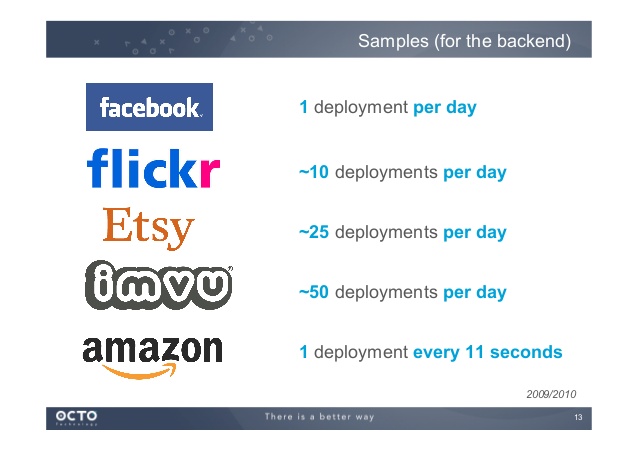 Samples (for the backend)
facebook
1 deployment per day
flickr
~10 deployments per day
Etsy
~25 deployments per day
imvu®
~50 deployments per day
amazon
1 deployment every 11 seconds
2009/2010
OCTO
Technology
There is a better way
13